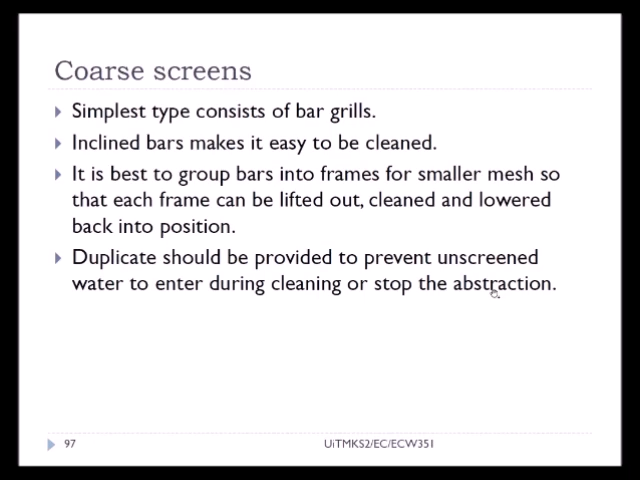 Coarse screens
Simplest type consists of bar grills.
Inclined bars makes it easy to be cleaned.
It is best to group bars into frames for smaller mesh so
that each frame can be lifted out, cleaned and lowered
back into position.
Duplicate should be provided to prevent unscreened
water to enter during cleaning or stop the abstraction.
97
UiTMKS2/EC/ECW351